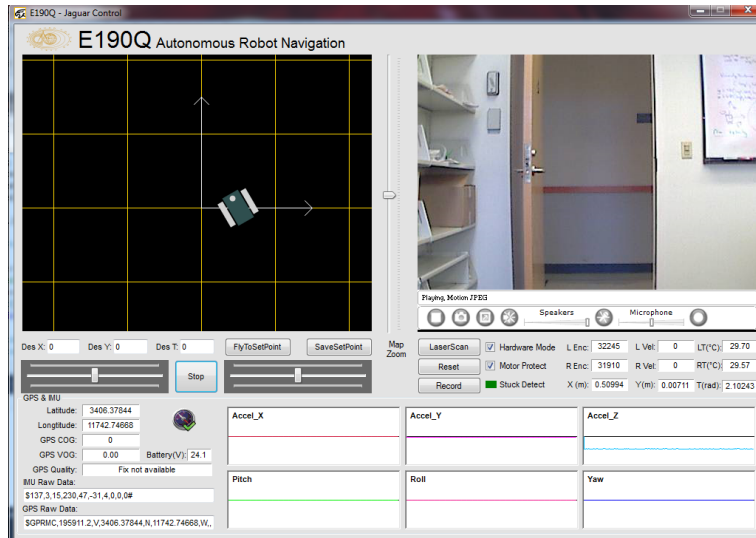 E190Q - Jaguar Control
E190Q Autonomous Robot Navigation
Playing, Motion JPEG
Speakers
Microphone
Des X: 0
Des Y: 0
Des T: 0
FlyToSetPoint
SaveSetPoint
Map
Zoom
LaserScan
Hardware Mode
L Enc: 32245
L Vel: 0
LT(°C): 29.70
Stop
Reset
Motor Protect
R Enc: 31910
R Vel: 0
RT(°C): 29.57
Record
Stuck Detect
X (m): 0.50994
Y(m): 0.00711
T(rad): 2.10243
GPS & IMU
Latitude: 3406.37844
Longtitude: 11742.74668
GPS COG: 0
GPS VOG: 0.00
Battery(V): 24.1
GPS Quality: Fix not available
IMU Raw Data:
$137,3,15,230,47,-31,4,0,0,0#
GPS Raw Data:
$GPRMC,195911.2,V,3406.37844,N,11742.74668,W,,
Accel_X
Accel_Y
Accel_Z
Pitch
Roll
Yaw